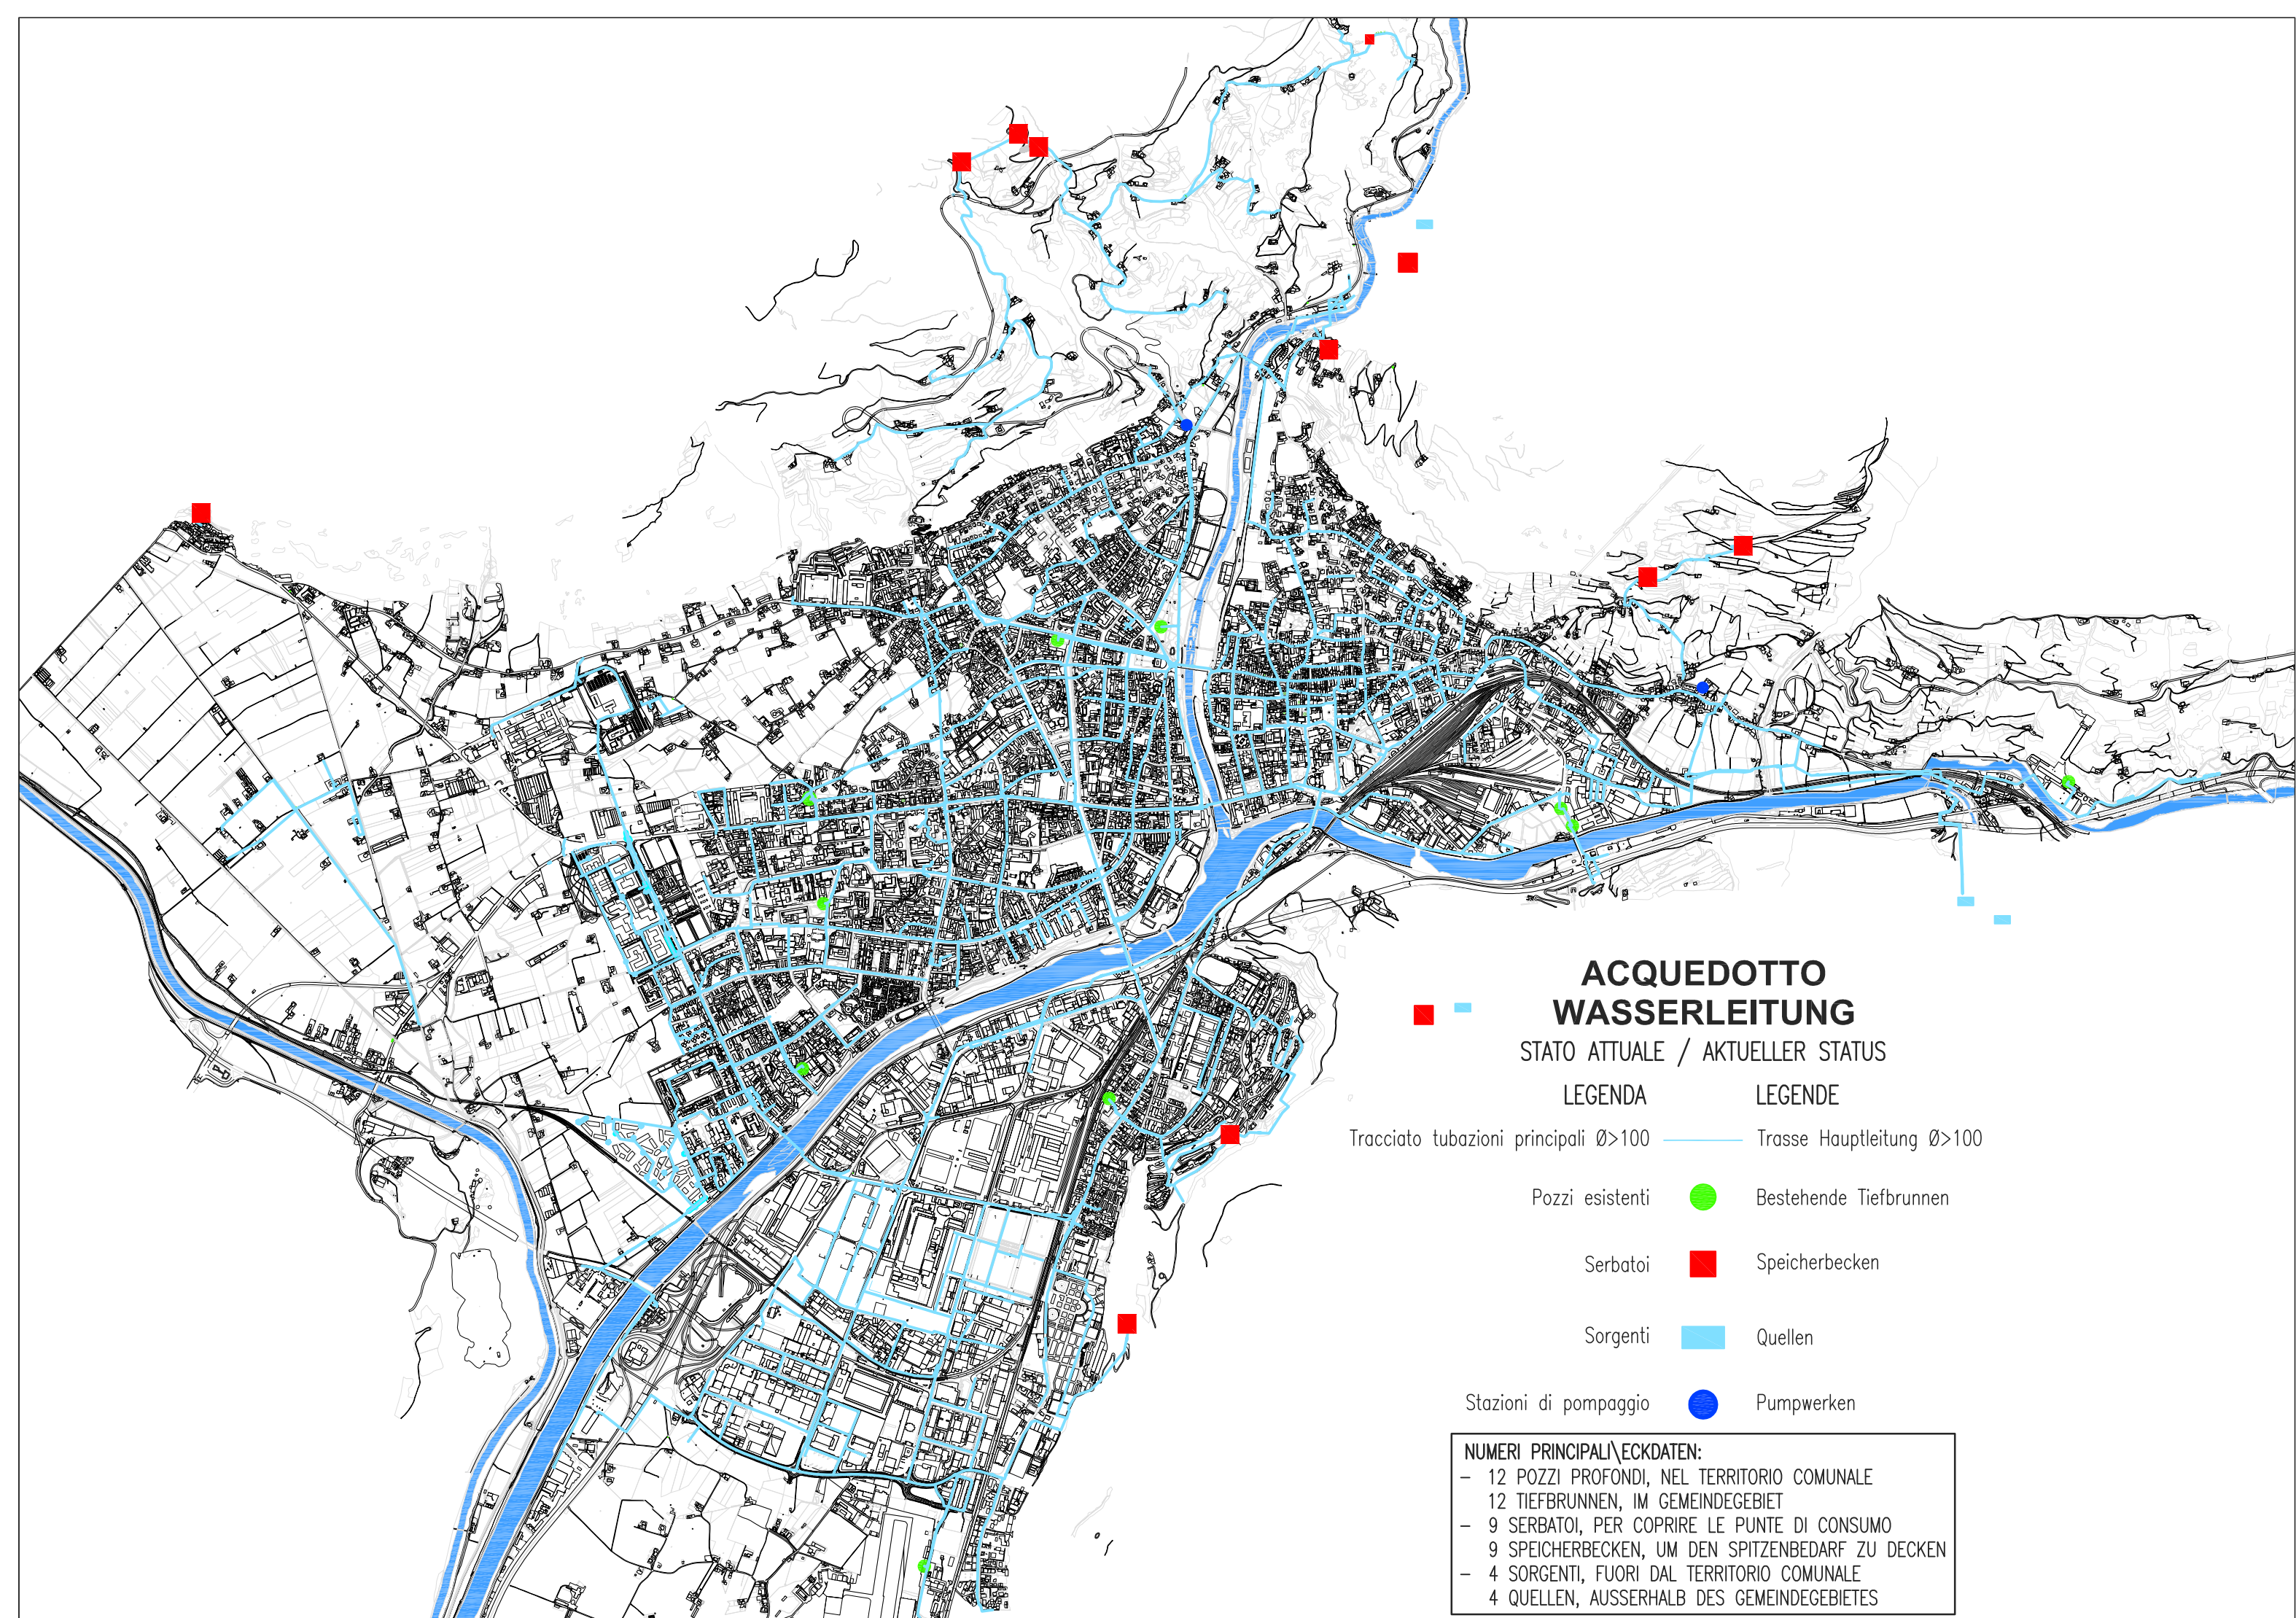 ACQUEDOTTO
WASSERLEITUNG
STATO ATTUALE / AKTUELLER STATUS
LEGENDA LEGENDE
Tracciato tubazioni principali Ø>100 Trasse Hauptleitung Ø>100
Pozzi esistenti Bestehende Tiefbrunnen
Serbatoi Speicherbecken
Sorgenti Quellen
Stazioni di pompaggio Pumpwerken
NUMERI PRINCIPALI\ECKDATEN:
– 12 POZZI PROFONDI, NEL TERRITORIO COMUNALE
12 TIEFBRUNNEN, IM GEMEINDEGEBIET
– 9 SERBATOI, PER COPRIRE LE PUNTE DI CONSUMO
9 SPEICHERBECKEN, UM DEN SPITZENBEDARF ZU DECKEN
– 4 SORGENTI, FUORI DAL TERRITORIO COMUNALE
4 QUELLEN, AUSSERHALB DES GEMEINDEGEBIETES